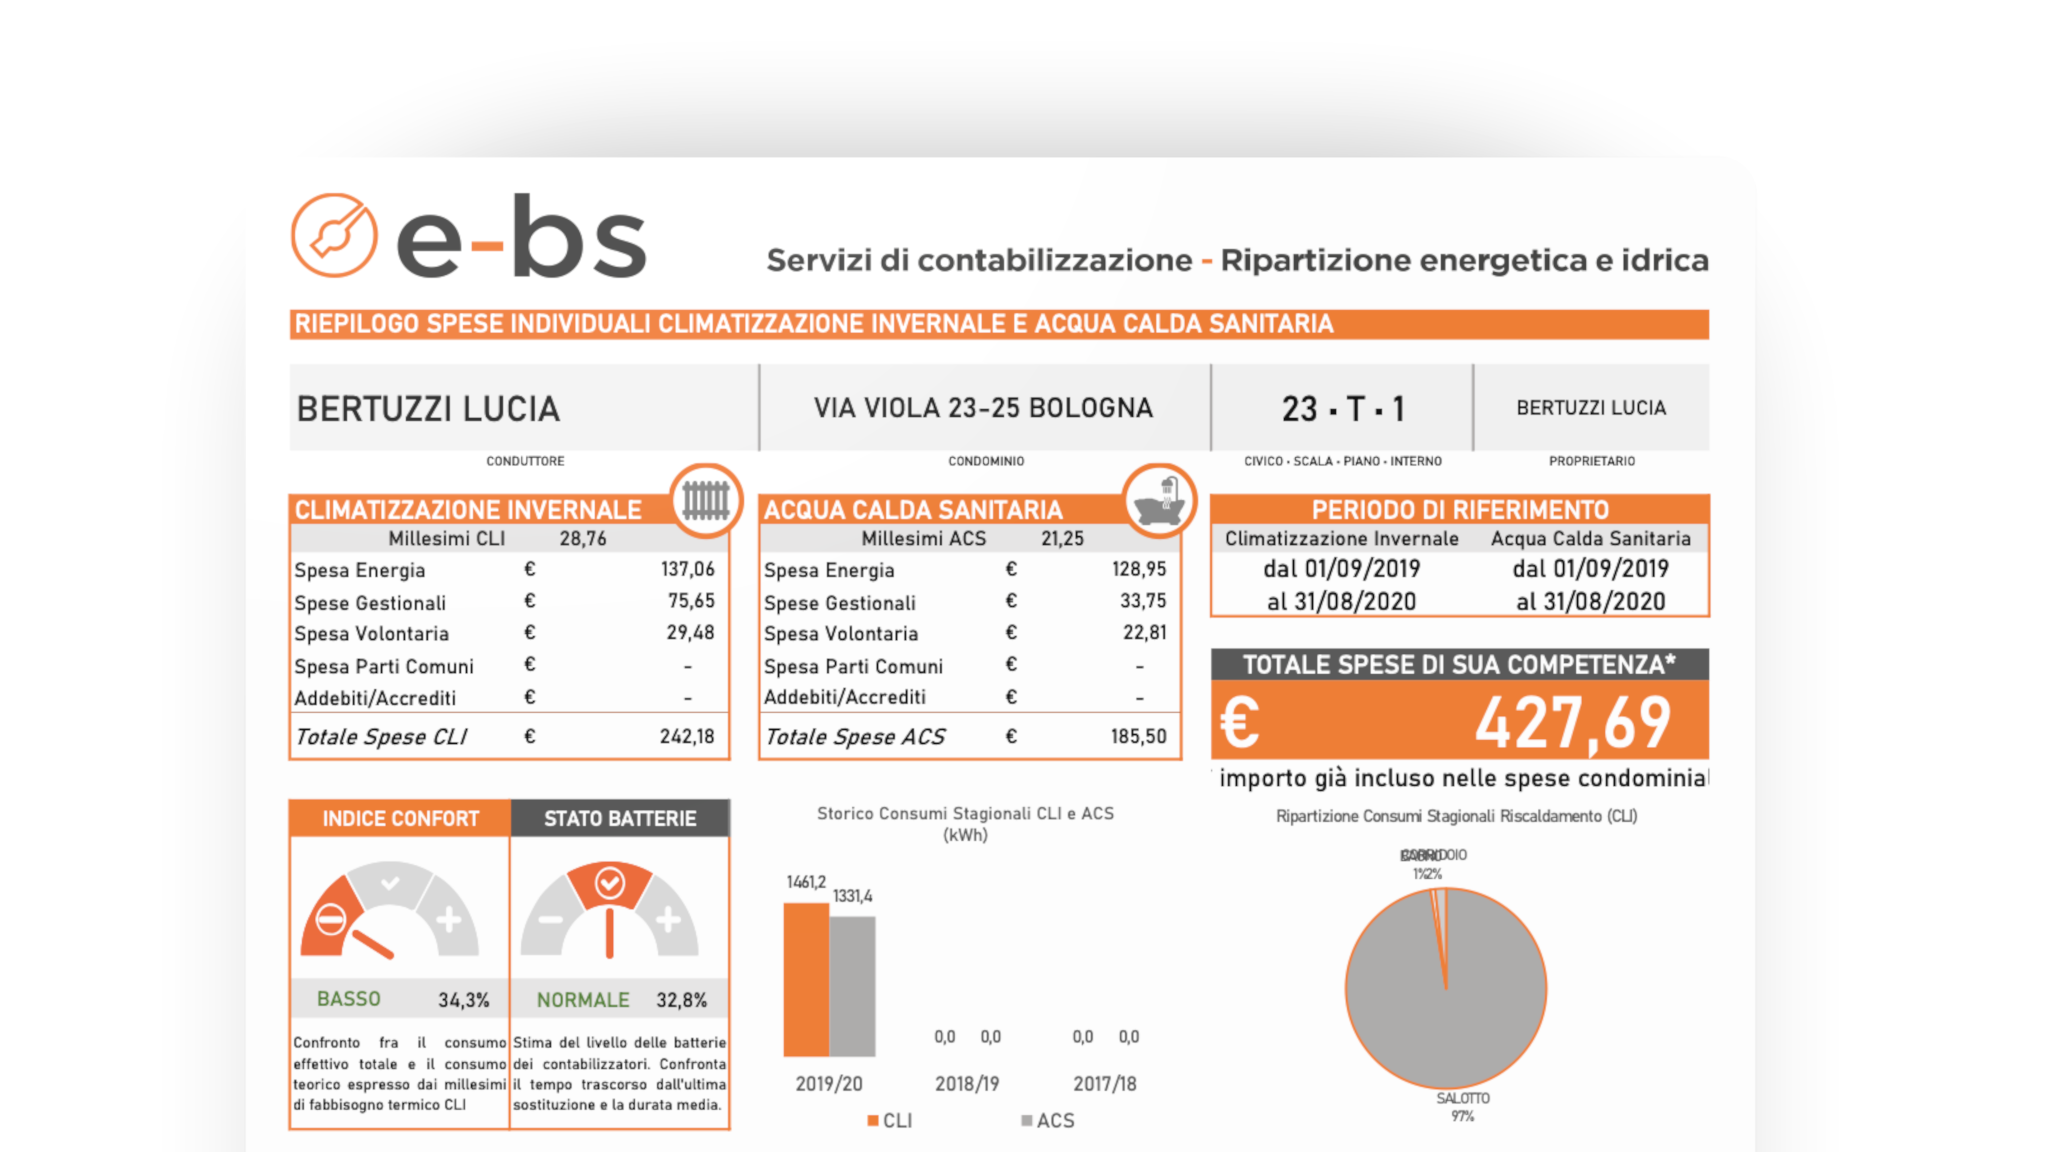 e-bs
Servizi di contabilizzazione - Ripartizione energetica e idrica
RIEPILOGO SPESE INDIVIDUALI CLIMATIZZAZIONE INVERNALE E ACQUA CALDA SANITARIA
BERTUZZI LUCIA
VIA VIOLA 23-25 BOLOGNA
23 · T · 1
BERTUZZI LUCIA
CONDUTTORE
CONDOMINIO
CIVICO · SCALA · PIANO · INTERNO
PROPRIETARIO
CLIMATIZZAZIONE INVERNALE
Millesimi CLI 28,76
Spesa Energia € 137,06
Spese Gestionali € 75,65
Spesa Volontaria € 29,48
Spesa Parti Comuni € -
Addebiti/Accrediti € -
Totale Spese CLI € 242,18
ACQUA CALDA SANITARIA
Millesimi ACS 21,25
Spesa Energia € 128,95
Spese Gestionali € 33,75
Spesa Volontaria € 22,81
Spesa Parti Comuni € -
Addebiti/Accrediti € -
Totale Spese ACS € 185,50
PERIODO DI RIFERIMENTO
Climatizzazione Invernale Acqua Calda Sanitaria
dal 01/09/2019 dal 01/09/2019
al 31/08/2020 al 31/08/2020
TOTALE SPESE DI SUA COMPETENZA*
€ 427,69
importo già incluso nelle spese condominial
INDICE CONFORT
BASSO 34,3%
Confronto fra il consumo
effettivo totale e il consumo
teorico espresso dai millesimi
di fabbisogno termico CLI
STATO BATTERIE
NORMALE 32,8%
Stima del livello delle batterie
dei contabilizzatori. Confronta
il tempo trascorso dall'ultima
sostituzione e la durata media.
Storico Consumi Stagionali CLI e ACS
(kWh)
1461,2
1331,4
0,0 0,0 0,0 0,0
2019/20 2018/19 2017/18
CLI ACS
Ripartizione Consumi Stagionali Riscaldamento (CLI)
CORRIDOIO
1% 2%
SALOTTO
97%